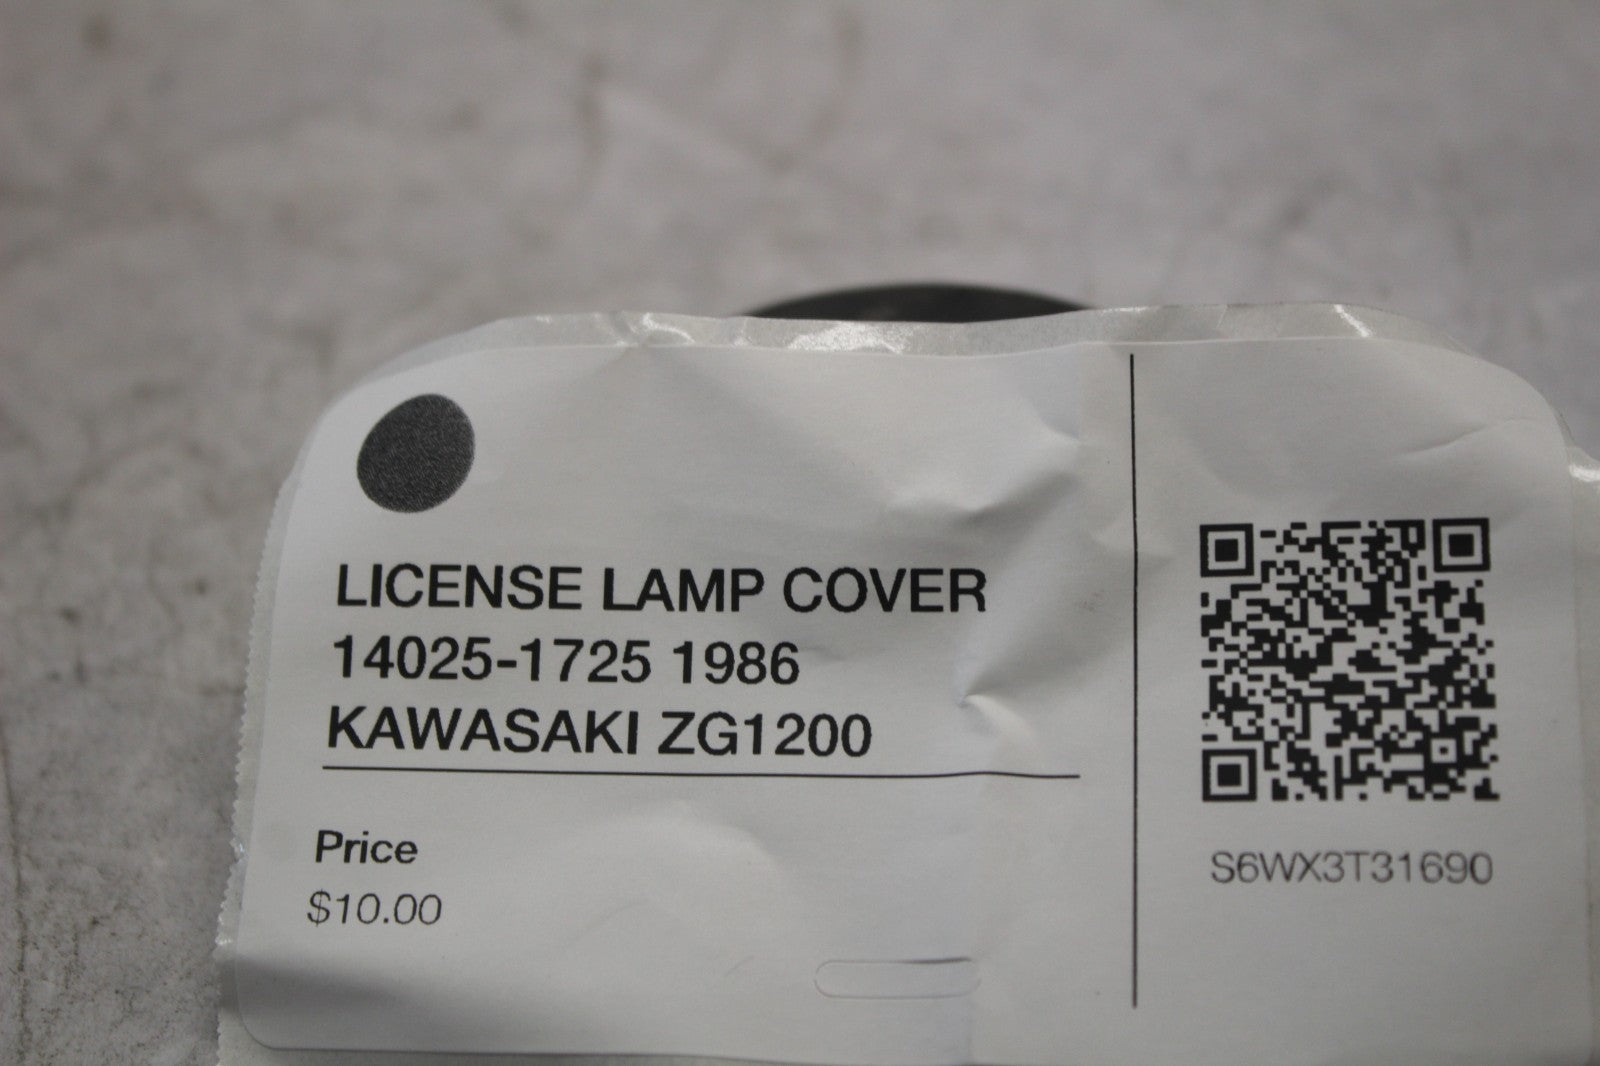 LICENSE LAMP COVER
14025-1725 1986
KAWASAKI ZG1200
Price
$10.00
S6WX3T31690